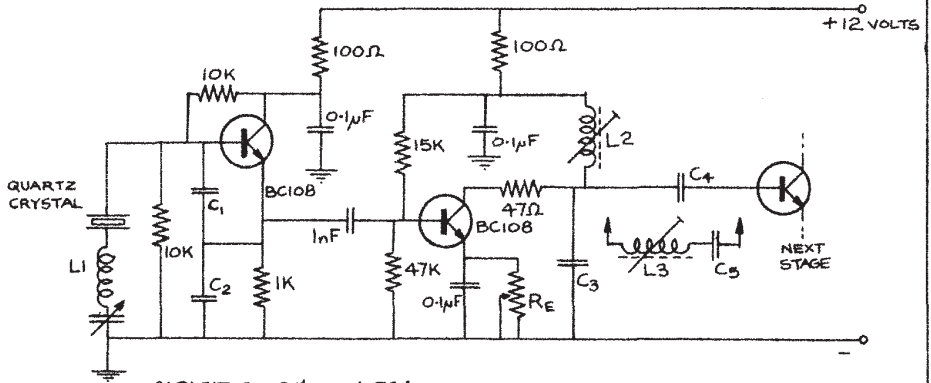 +12 VOLTS
100Ω
100Ω
10K
0·1µF
0·1µF
15K
L2
QUARTZ
CRYSTAL
BC108
C1
10K
1nF
47Ω
BC108
C4
L1
C2
1K
47K
0·1µF
RE
C3
L3
C5
NEXT
STAGE
-